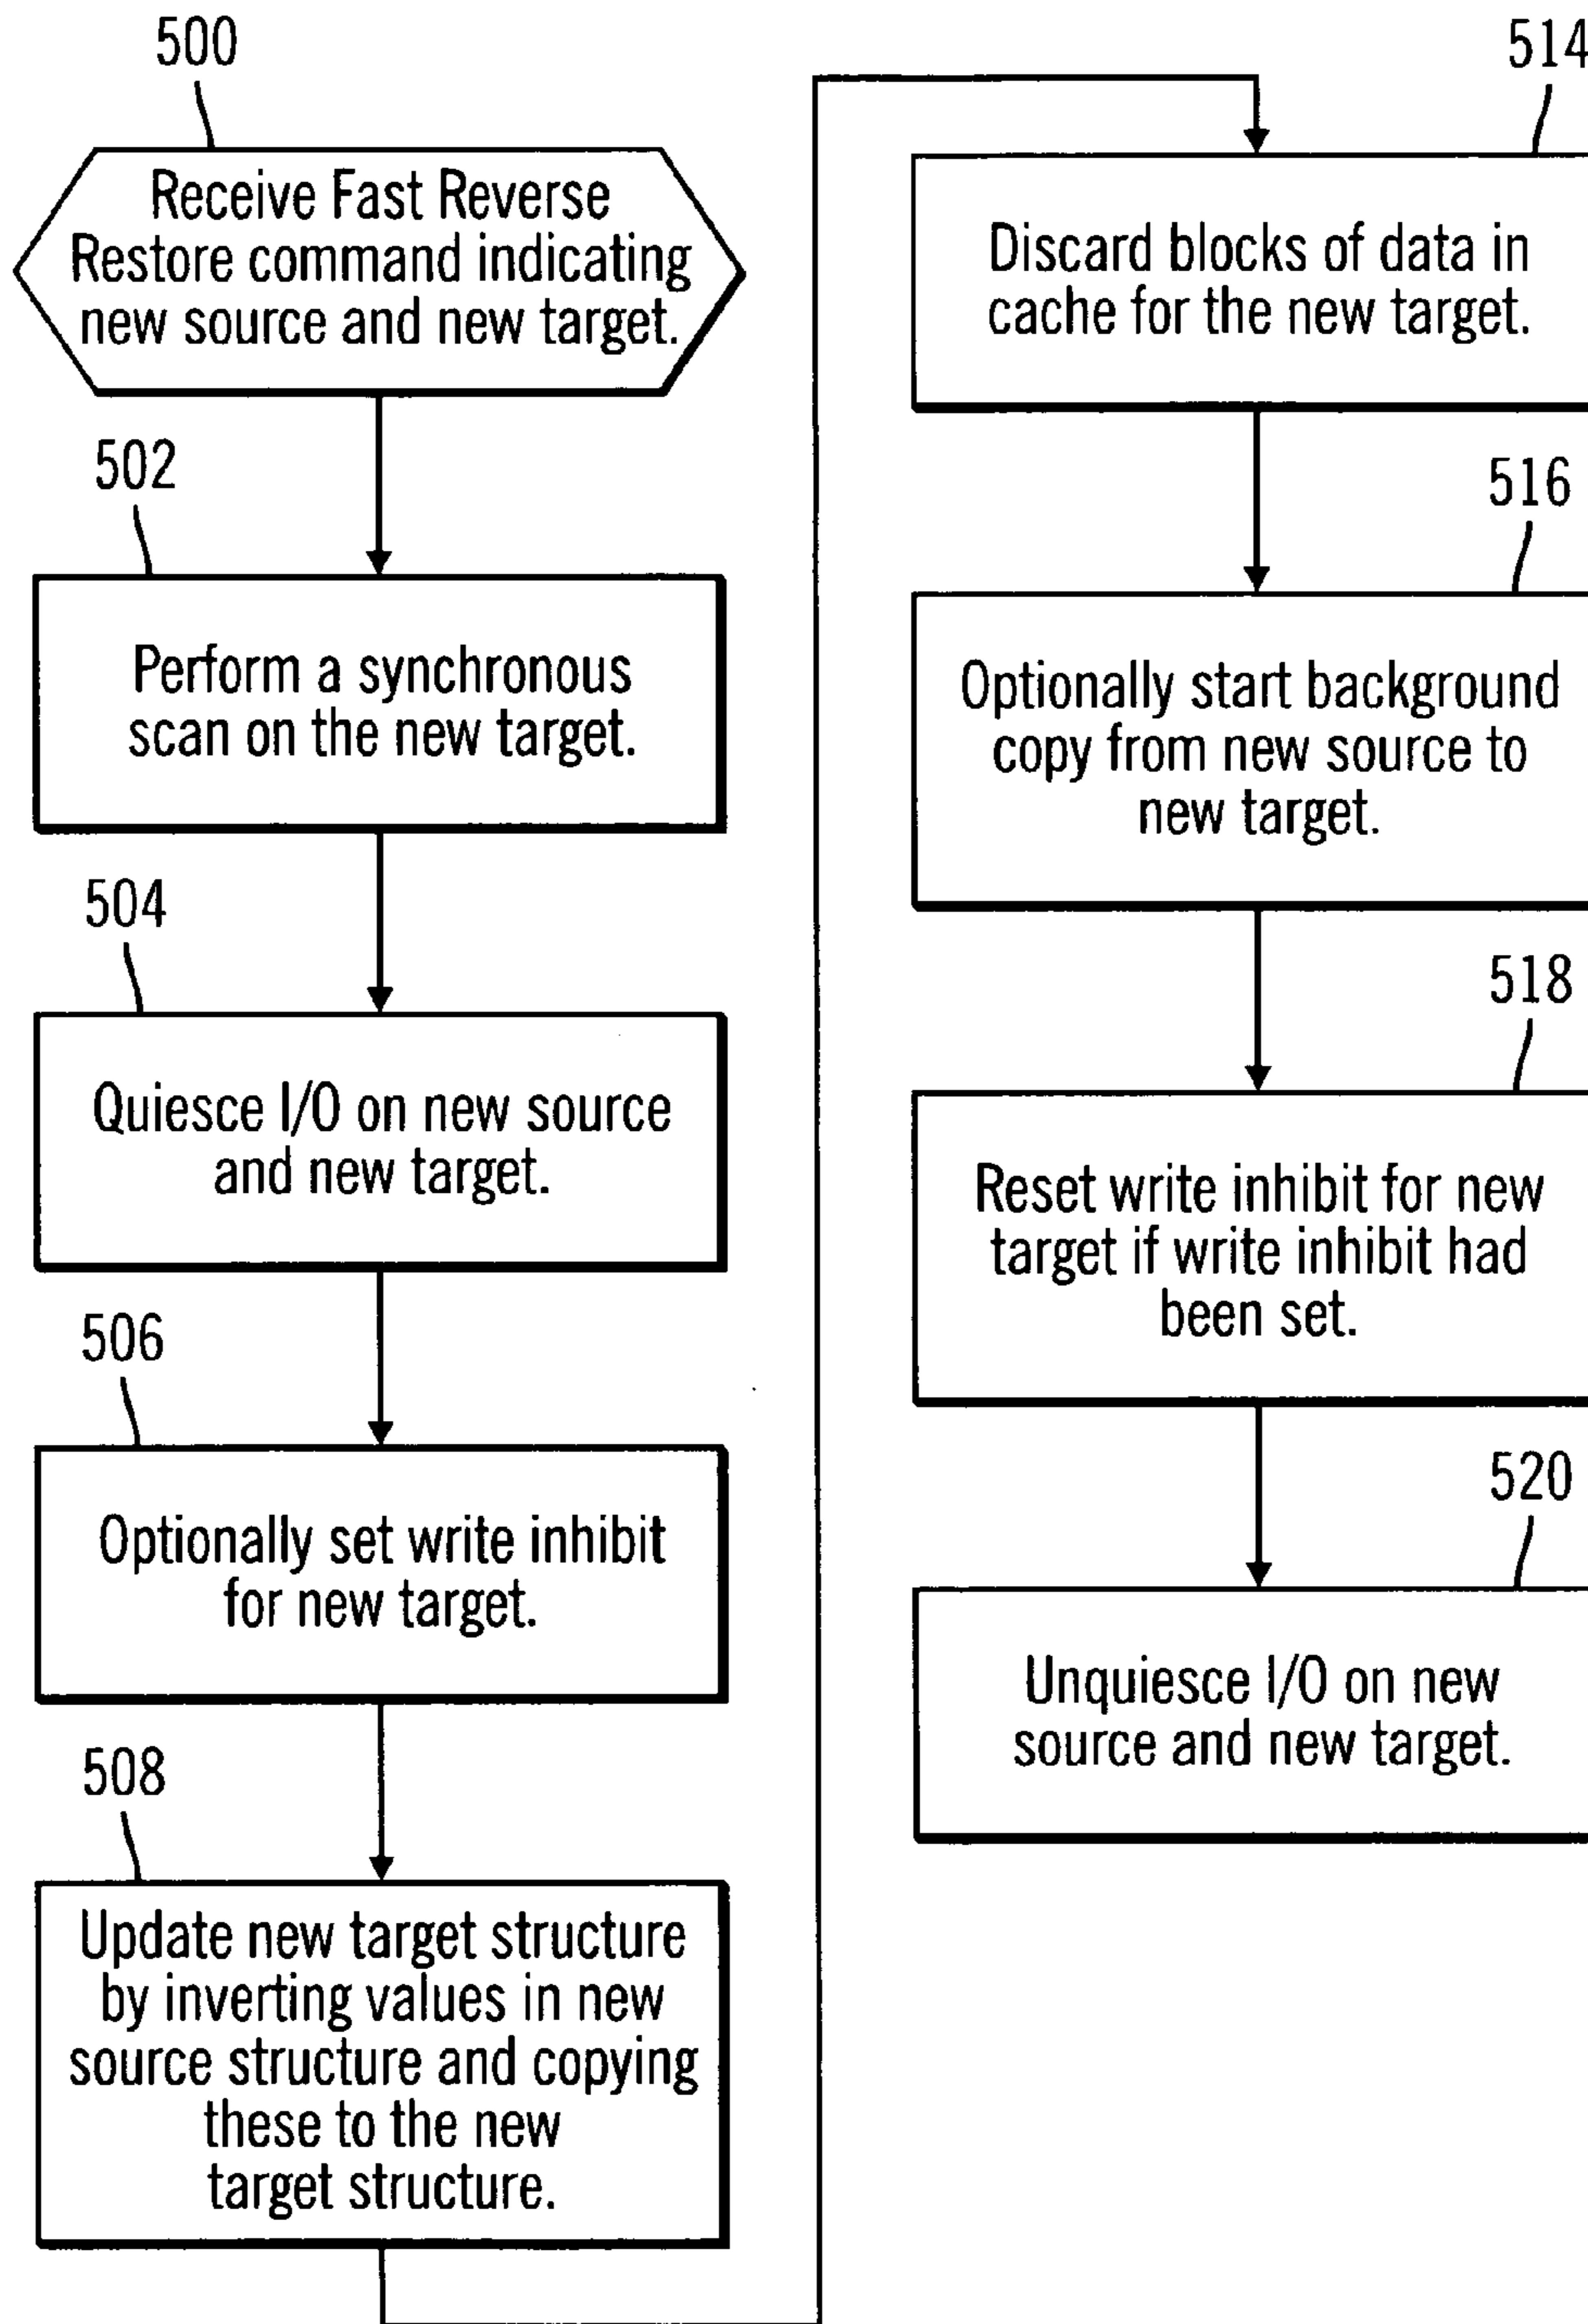 500
Receive Fast Reverse
Restore command indicating
new source and new target.
502
Perform a synchronous
scan on the new target.
504
Quiesce I/O on new source
and new target.
506
Optionally set write inhibit
for new target.
508
Update new target structure
by inverting values in new
source structure and copying
these to the new
target structure.
514
Discard blocks of data in
cache for the new target.
516
Optionally start background
copy from new source to
new target.
518
Reset write inhibit for new
target if write inhibit had
been set.
520
Unquiesce I/O on new
source and new target.